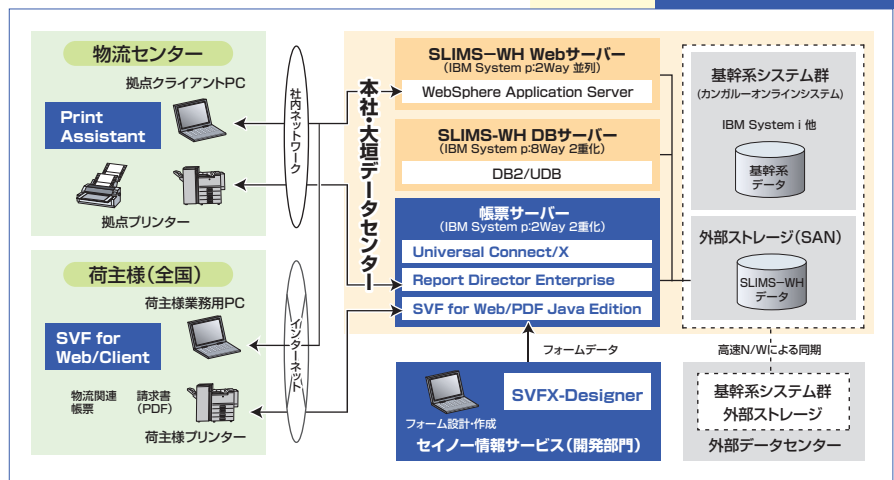 物流センター
拠点クライアントPC
Print
Assistant
拠点プリンター
社内ネットワーク
荷主様(全国)
荷主様業務用PC
SVF for
Web/Client
物流関連
帳票
請求書
(PDF)
荷主様プリンター
インターネット
本社・大垣データセンター
SLIMS-WH Webサーバー
(IBM System p:2Way 並列)
WebSphere Application Server
SLIMS-WH DBサーバー
(IBM System p:8Way 2重化)
DB2/UDB
帳票サーバー
(IBM System p:2Way 2重化)
Universal Connect/X
Report Director Enterprise
SVF for Web/PDF Java Edition
フォームデータ
SVFX-Designer
フォーム設計・作成
セイノー情報サービス(開発部門)
基幹系システム群
(カンガルーオンラインシステム)
IBM System i 他
基幹系
データ
外部ストレージ(SAN)
SLIMS-WH
データ
高速N/Wによる同期
基幹系システム群
外部ストレージ
外部データセンター